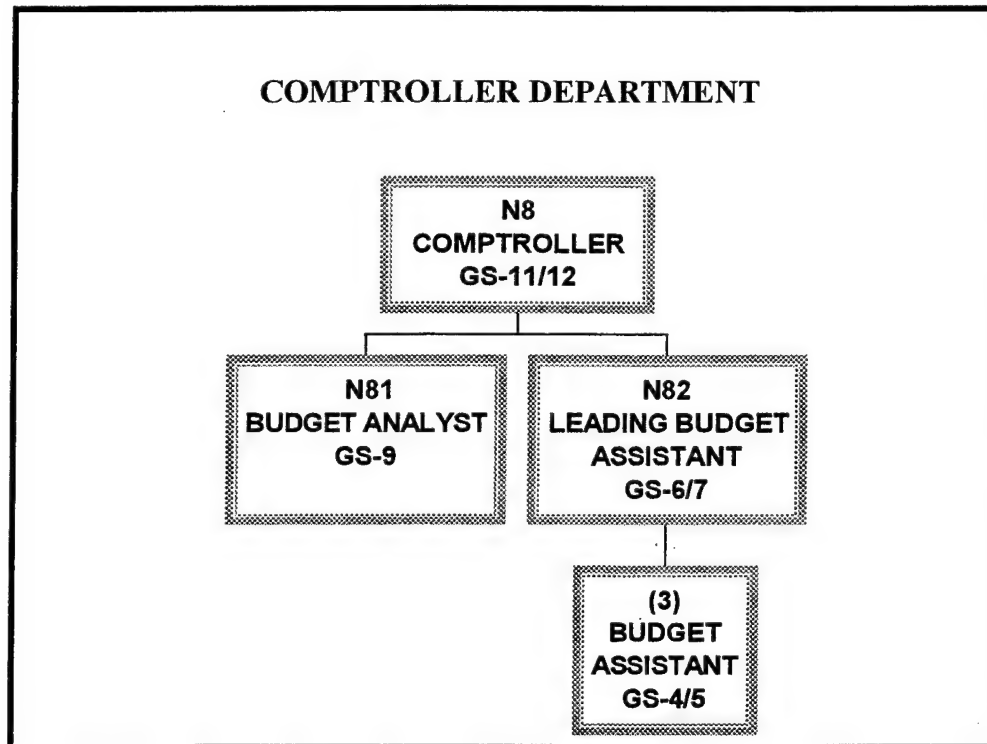 COMPTROLLER DEPARTMENT
N8
COMPTROLLER
GS-11/12
N81
BUDGET ANALYST
GS-9
N82
LEADING BUDGET
ASSISTANT
GS-6/7
(3)
BUDGET
ASSISTANT
GS-4/5